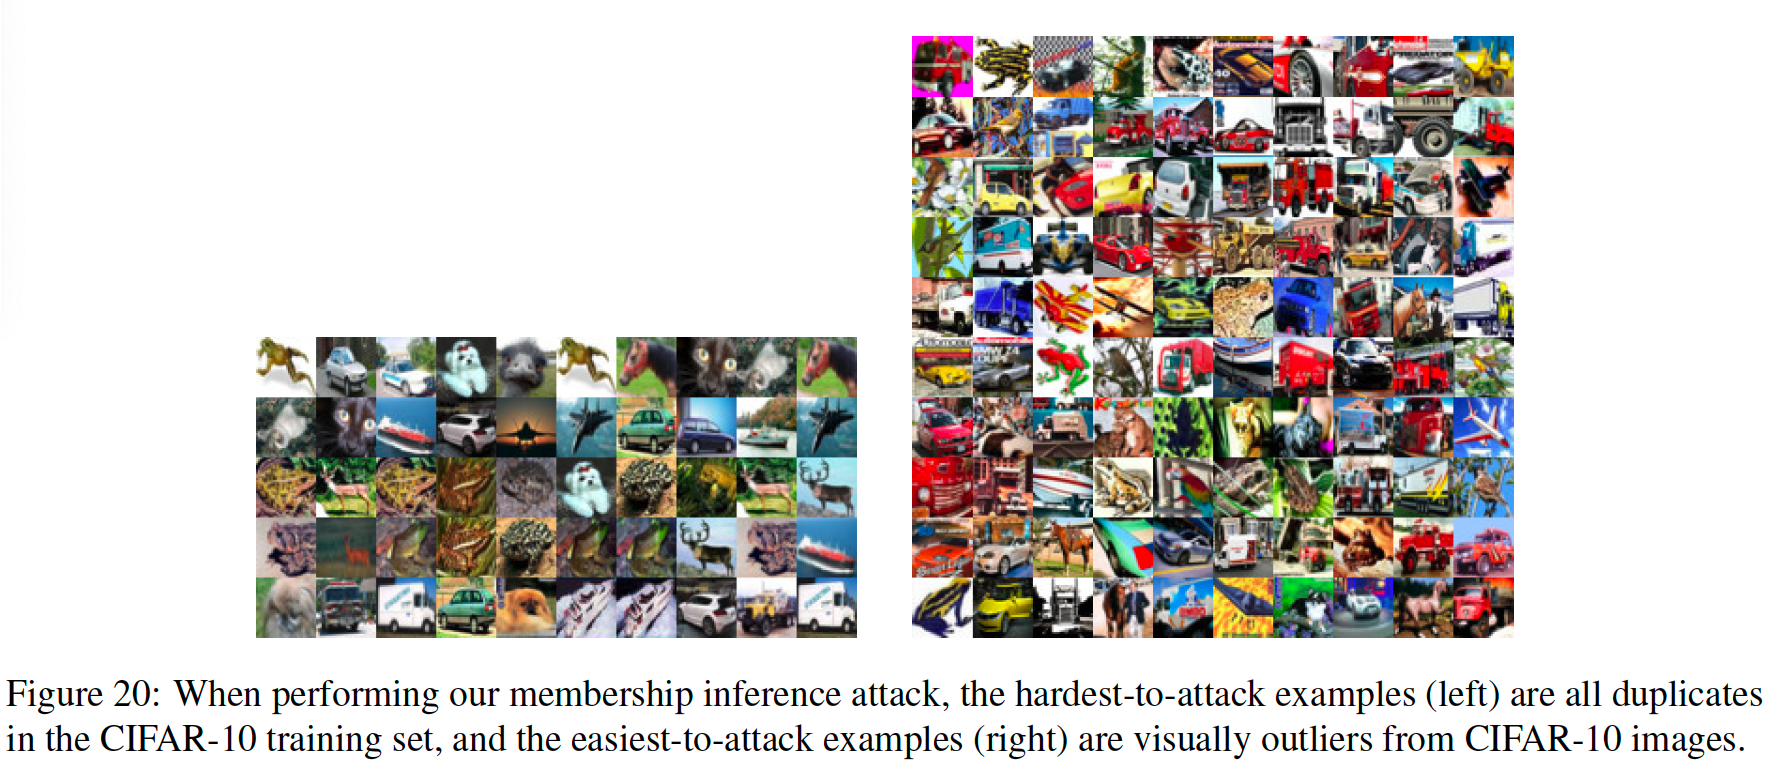 Figure 20: When performing our membership inference attack, the hardest-to-attack examples (left) are all duplicates
in the CIFAR-10 training set, and the easiest-to-attack examples (right) are visually outliers from CIFAR-10 images.